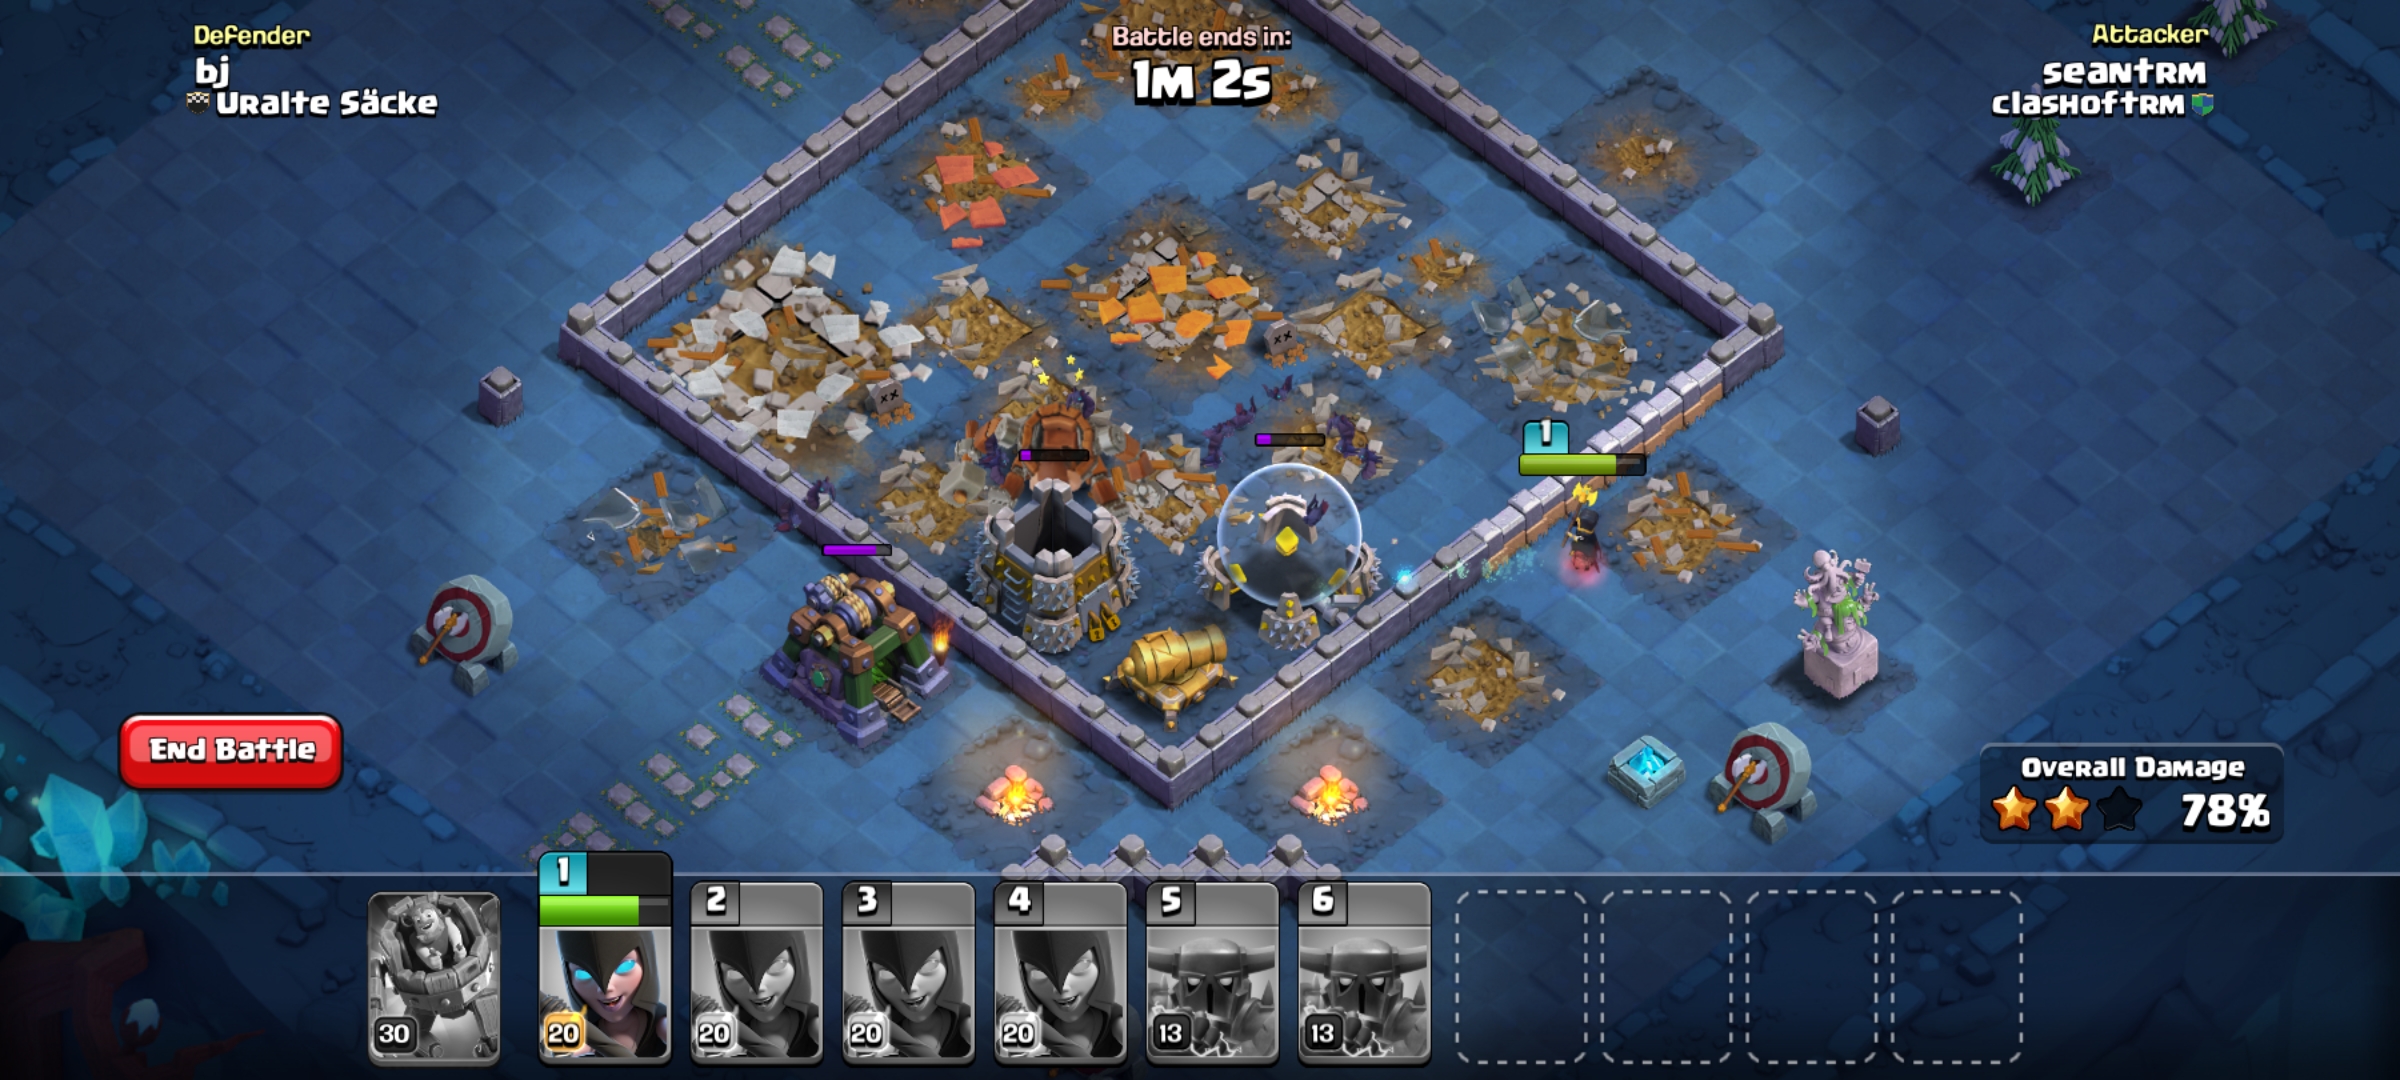 Defender
bj
Uralte Säcke
Battle ends in:
1M 2s
Attacker
seantrm
clashoftrm
1
End Battle
Overall Damage
78%
30
1
20
2
20
3
20
4
20
5
13
6
13